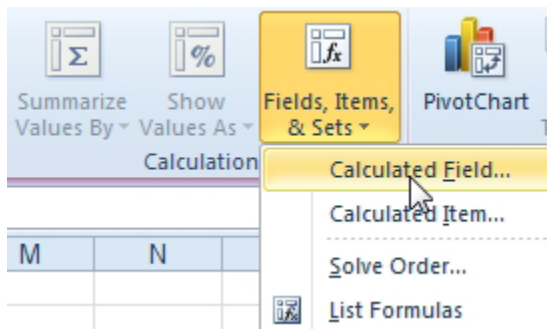 Σ % fx
Summarize Show Fields, Items, PivotChart
Values By Values As & Sets
Calculation
Calculated Field...
Calculated Item...
M N
Solve Order...
List Formulas